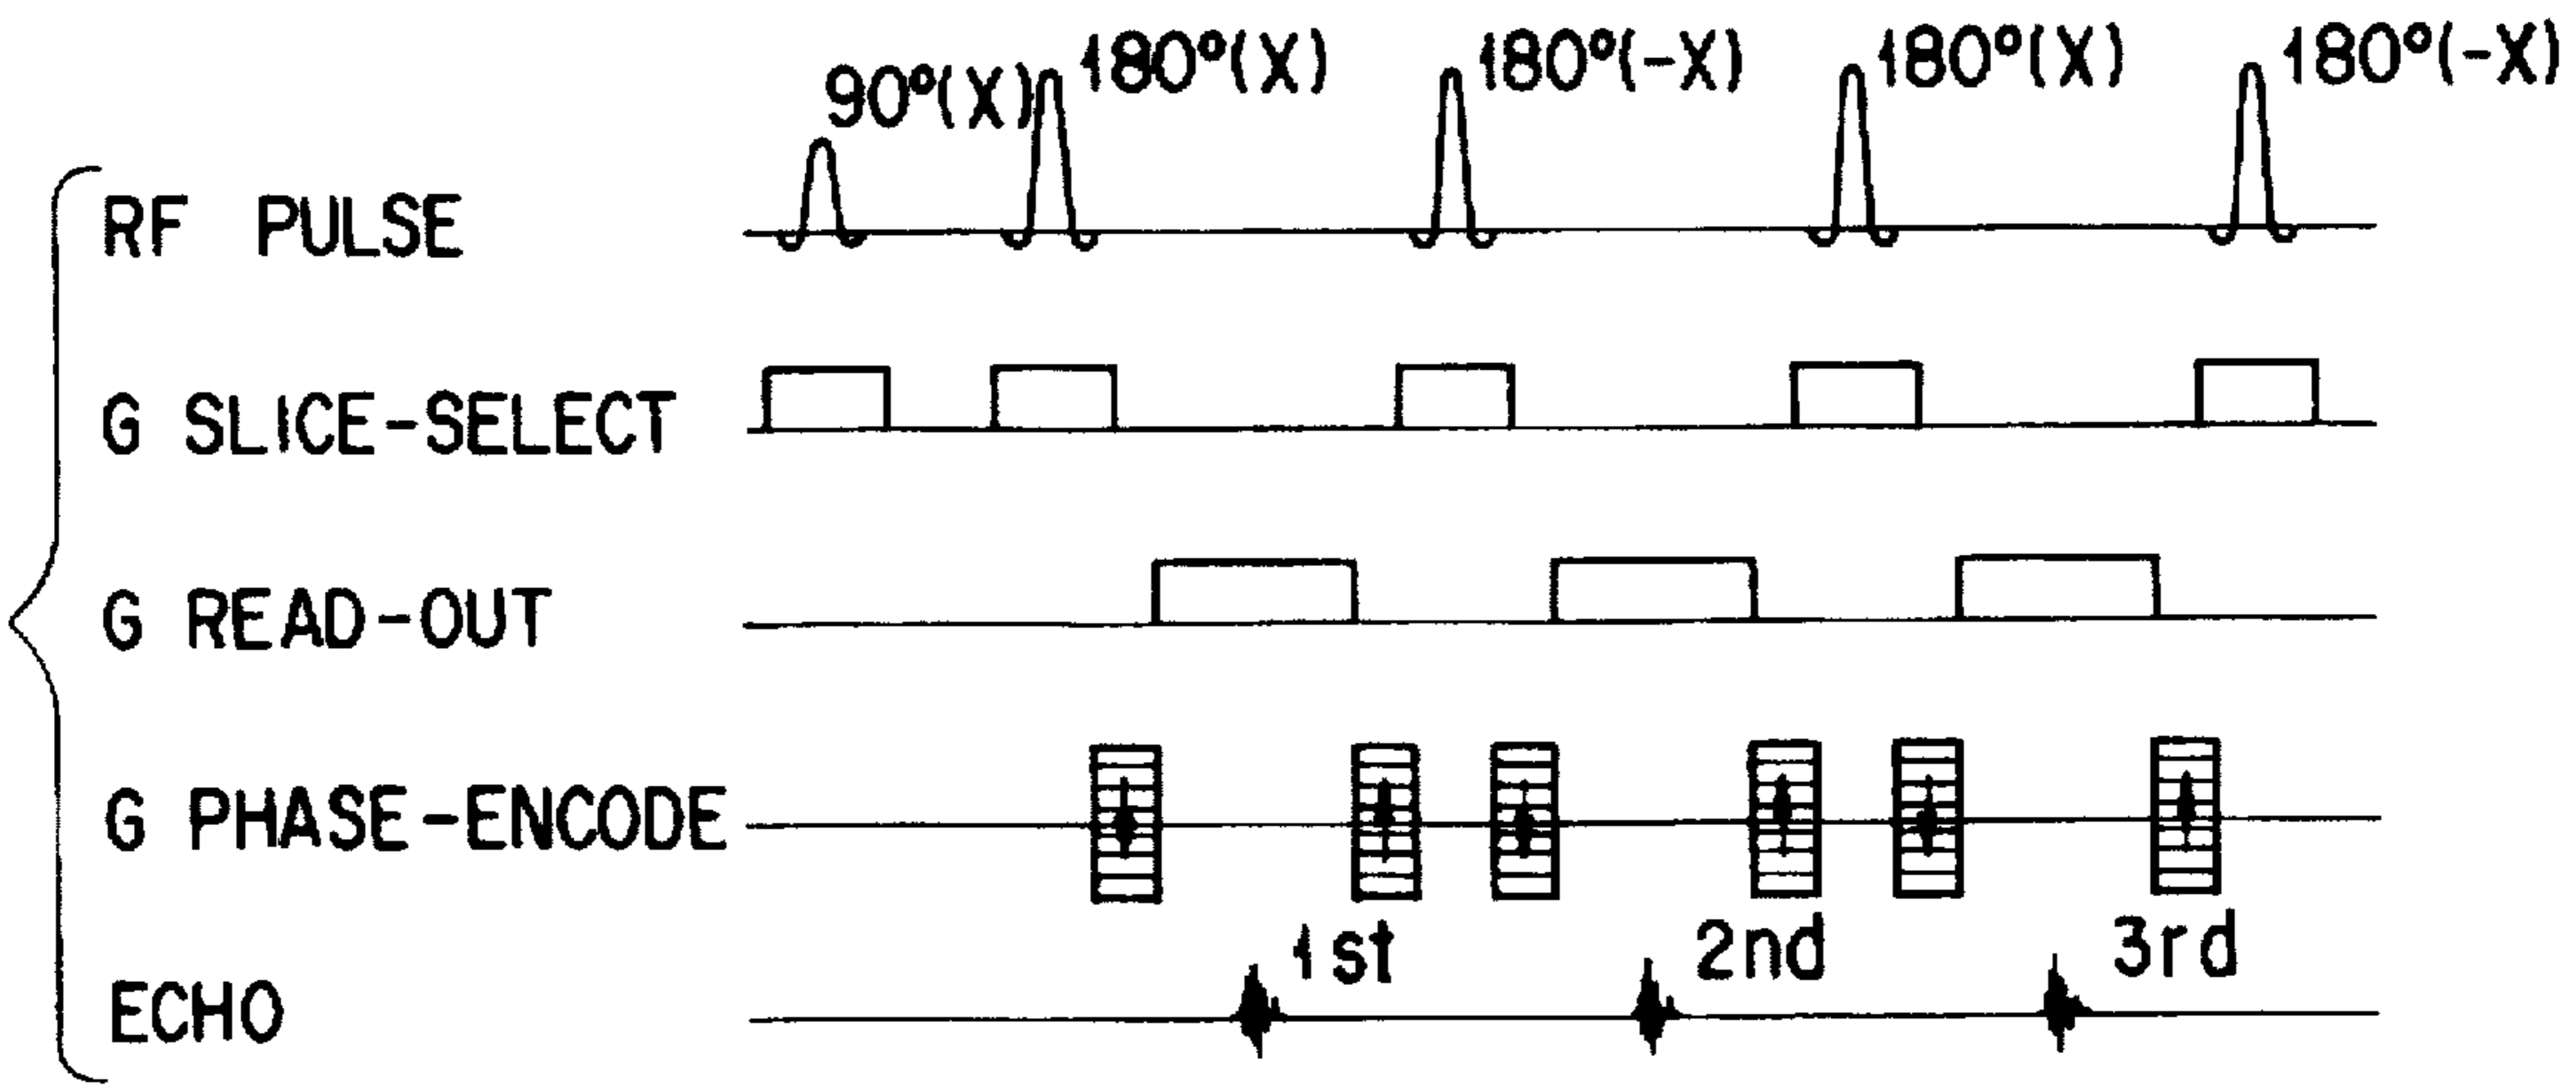 90°(X) 180°(X) 180°(-X) 180°(X) 180°(-X)
RF PULSE
G SLICE-SELECT
G READ-OUT
G PHASE-ENCODE
1st 2nd 3rd
ECHO